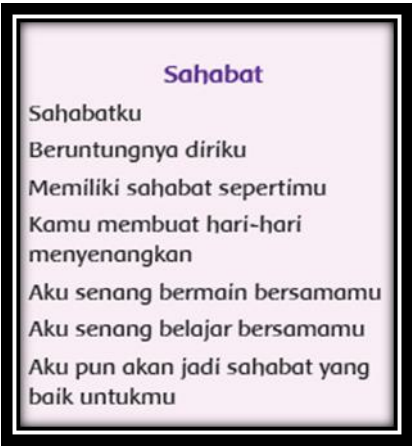 Sahabat
Sahabatku
Beruntungnya diriku
Memiliki sahabat sepertimu
Kamu membuat hari-hari
menyenangkan
Aku senang bermain bersamamu
Aku senang belajar bersamamu
Aku pun akan jadi sahabat yang
baik untukmu